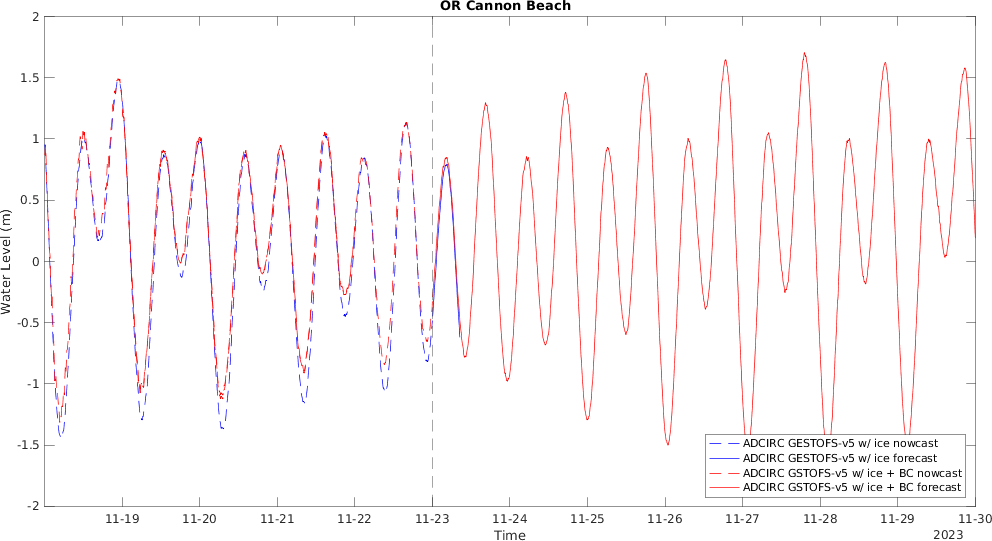 OR Cannon Beach
2
1.5
1
0.5
0
-0.5
-1
-1.5
-2
Water Level (m)
ADCIRC GESTOFS-v5 w/ ice nowcast
ADCIRC GESTOFS-v5 w/ ice forecast
ADCIRC GSTOFS-v5 w/ ice + BC nowcast
ADCIRC GSTOFS-v5 w/ ice + BC forecast
11-19 11-20 11-21 11-22 11-23 11-24 11-25 11-26 11-27 11-28 11-29 11-30
Time
2023